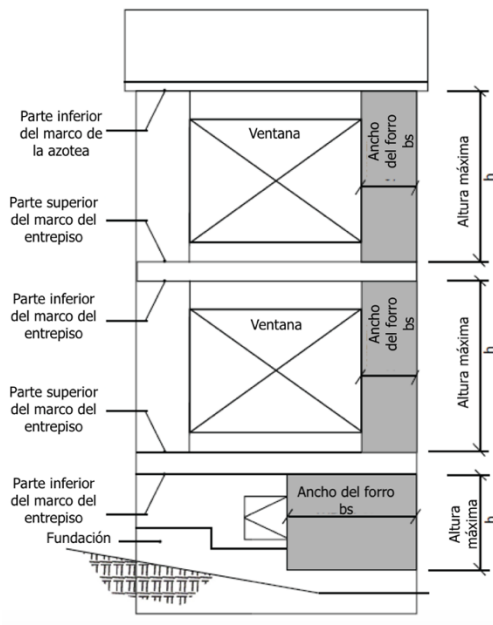 Parte inferior
del marco de
la azotea
Ventana
Ancho
del forro
bs
Altura máxima
h
Parte superior
del marco del
entrepiso
Parte inferior
del marco del
entrepiso
Ventana
Ancho
del forro
bs
Altura máxima
h
Parte superior
del marco del
entrepiso
Parte inferior
del marco del
entrepiso
Ancho del forro
bs
Altura
máxima
h
Fundación